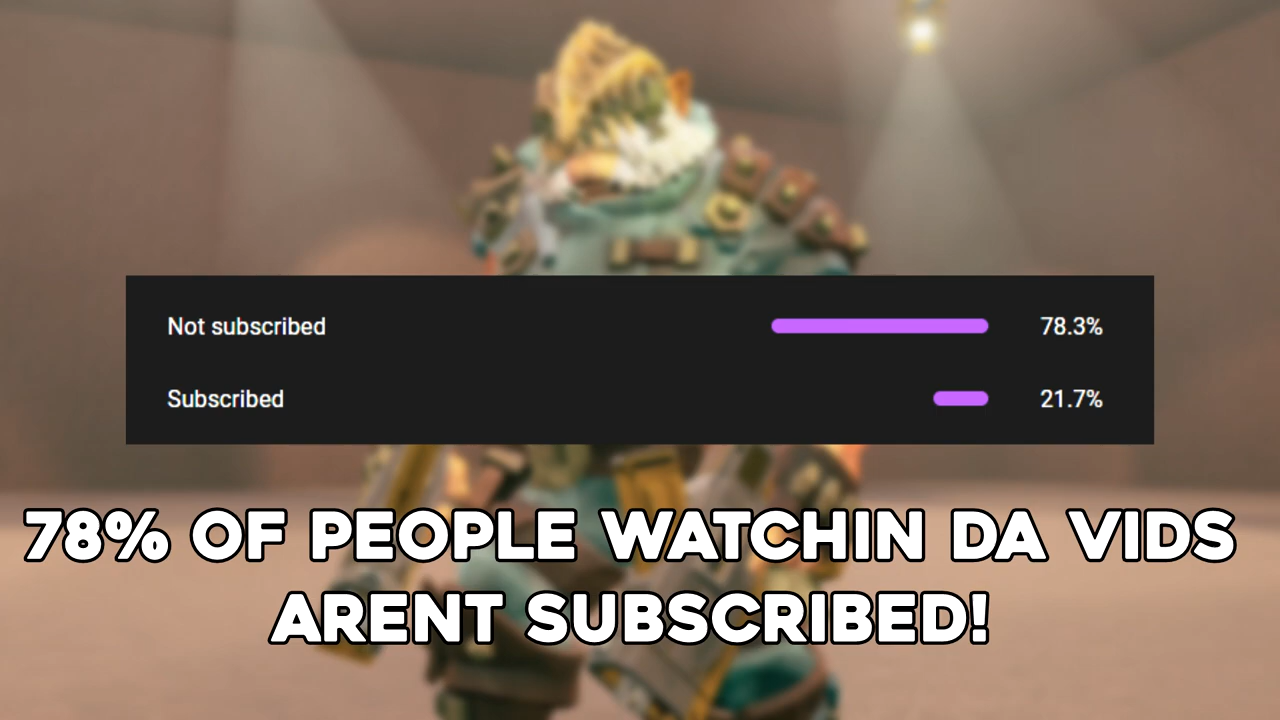 Not subscribed 78.3%
Subscribed 21.7%
78% OF PEOPLE WATCHIN DA VIDS
ARENT SUBSCRIBED!